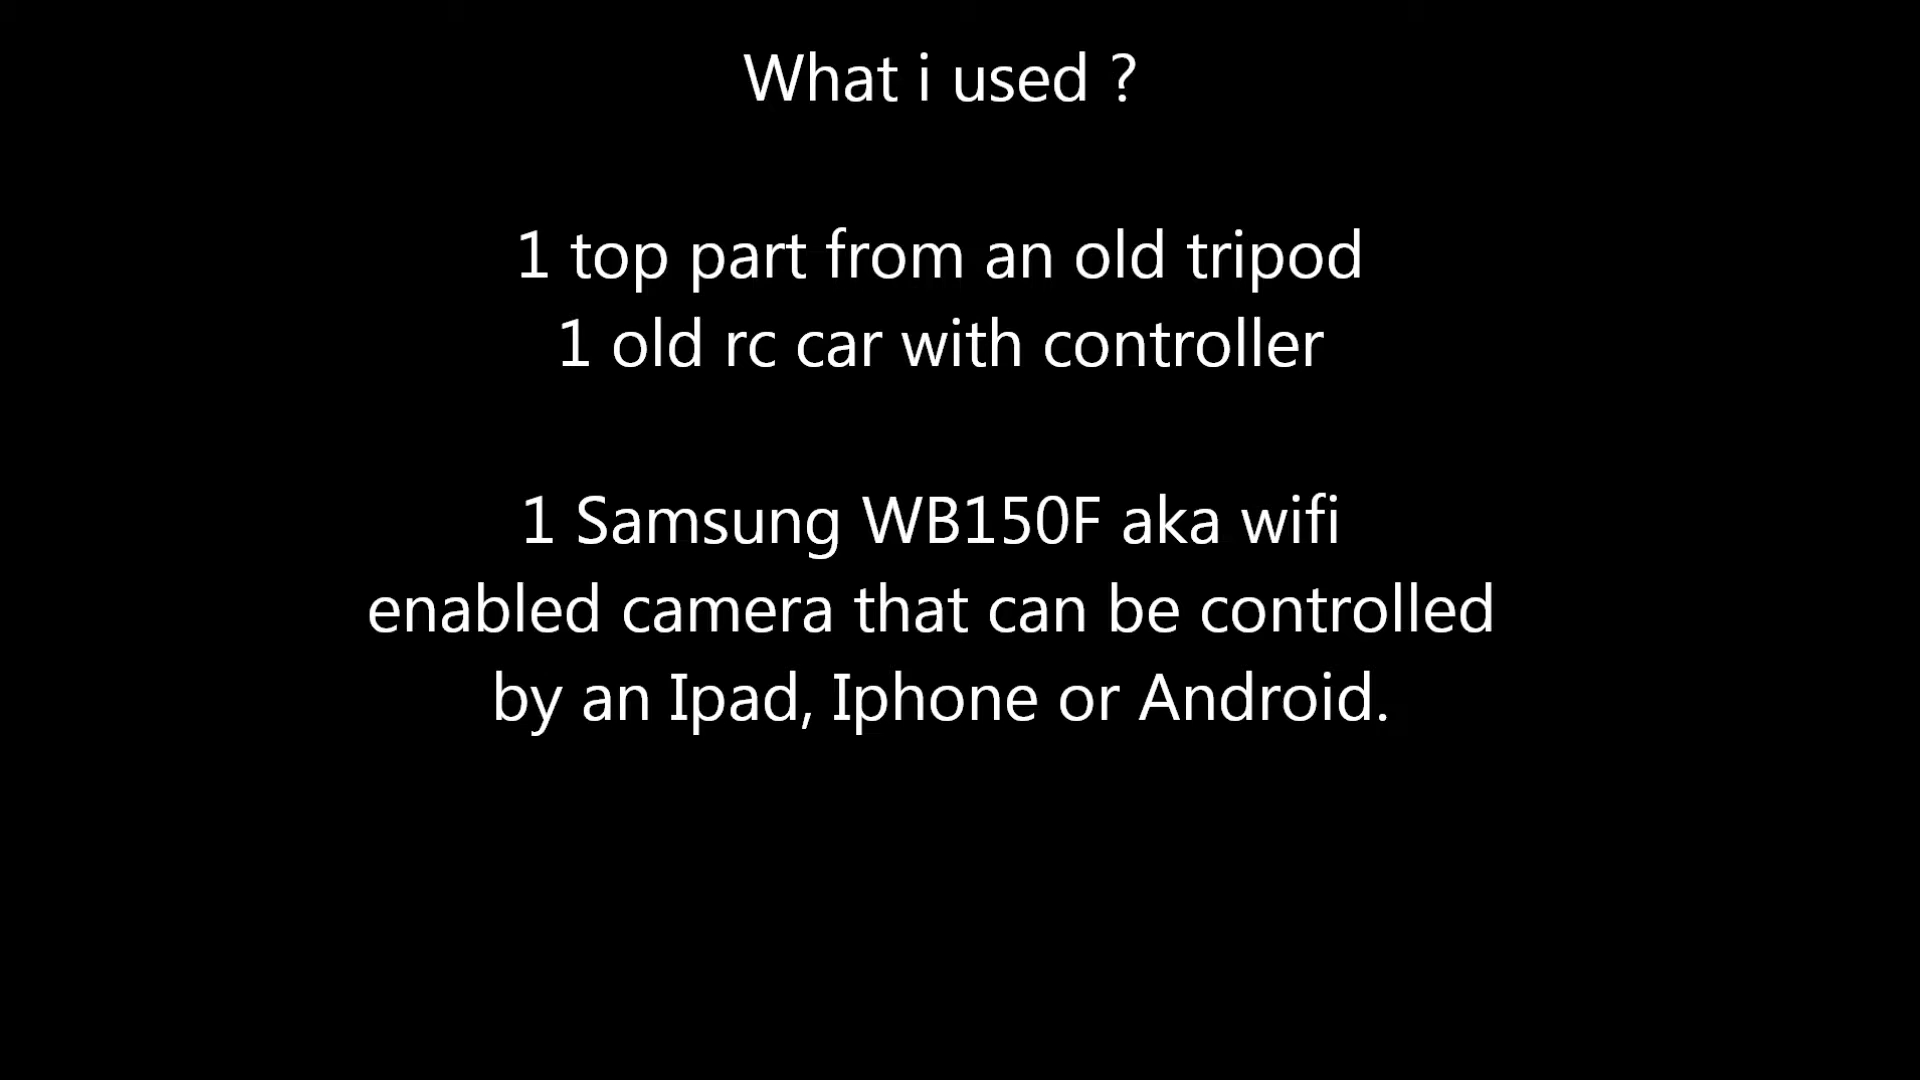 What i used ?
1 top part from an old tripod
1 old rc car with controller
1 Samsung WB150F aka wifi
enabled camera that can be controlled
by an Ipad, Iphone or Android.